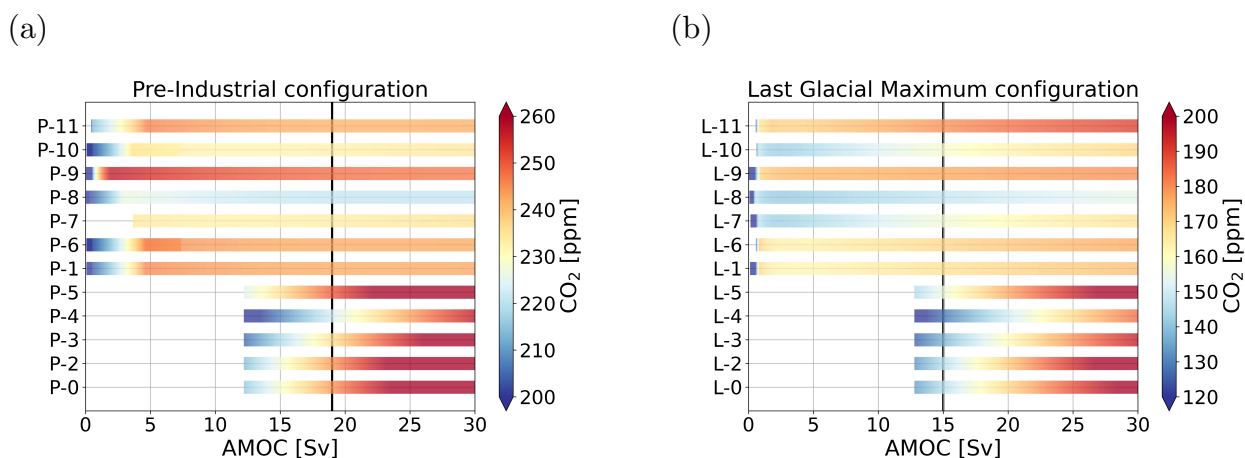 (a)
Pre-Industrial configuration
P-11
P-10
P-9
P-8
P-7
P-6
P-1
P-5
P-4
P-3
P-2
P-0
0 5 10 15 20 25 30
AMOC [Sv]
260
250
240
230
220
210
200
CO2 [ppm]
(b)
Last Glacial Maximum configuration
L-11
L-10
L-9
L-8
L-7
L-6
L-1
L-5
L-4
L-3
L-2
L-0
0 5 10 15 20 25 30
AMOC [Sv]
200
190
180
170
160
150
140
130
120
CO2 [ppm]